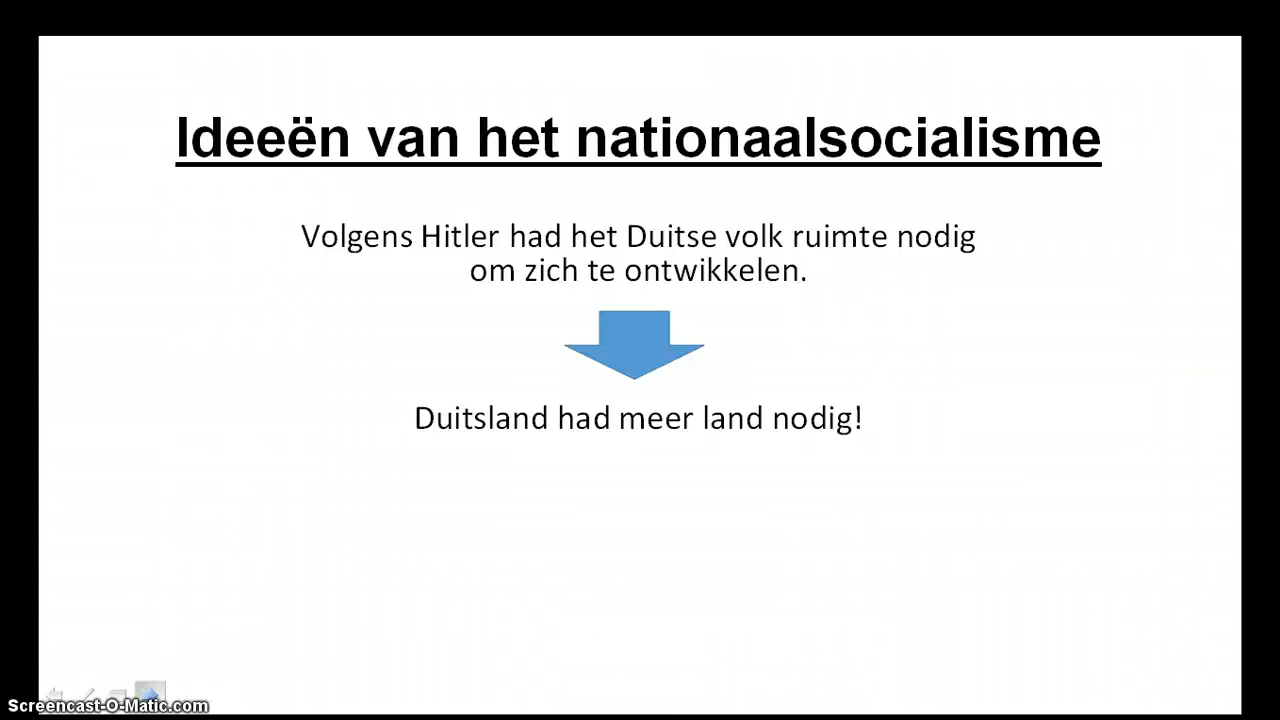 Ideeën van het nationaalsocialisme
Volgens Hitler had het Duitse volk ruimte nodig
om zich te ontwikkelen.
Duitsland had meer land nodig!
Screencast-O-Matic.com